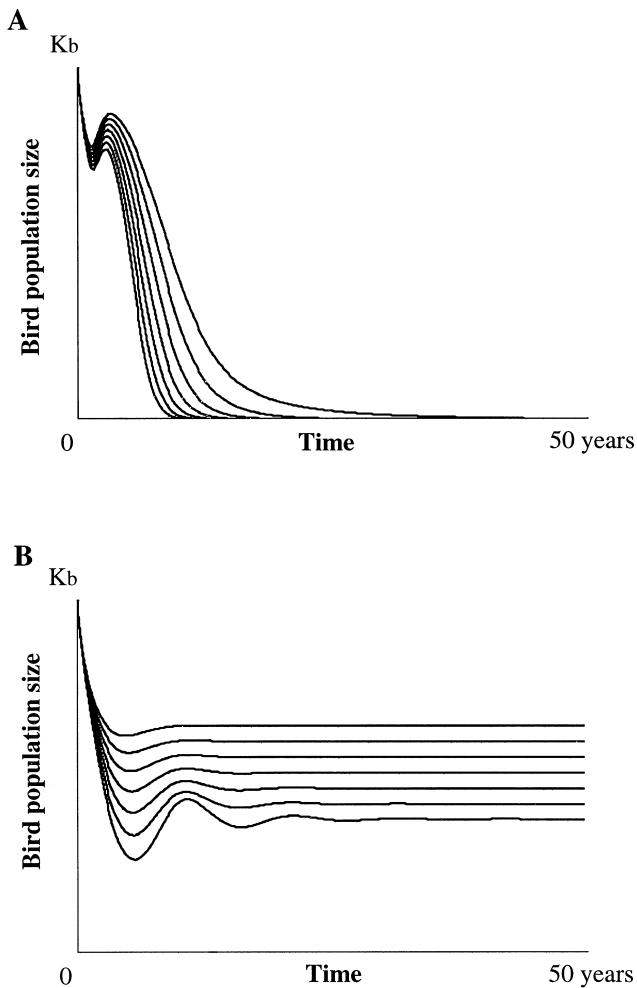 A
Kb
Bird population size
0
Time
50 years
B
Kb
Bird population size
0
Time
50 years